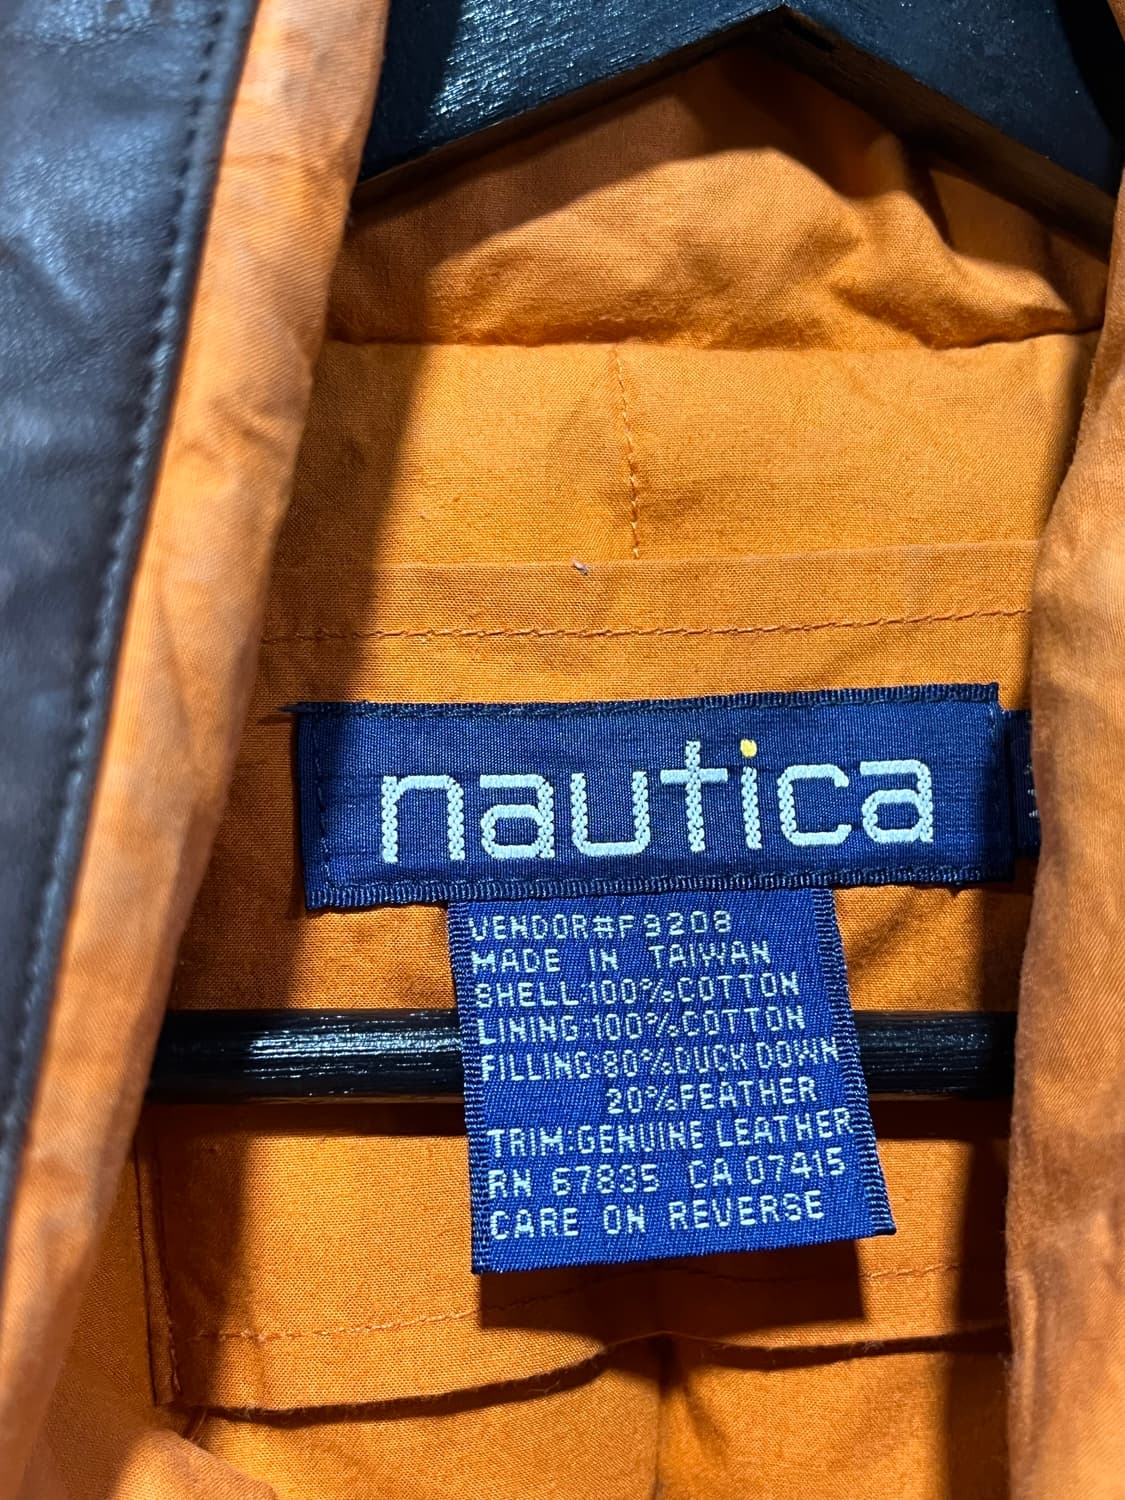 nautica
VENDOR#F9208
MADE IN TAIWAN
SHELL:100%COTTON
LINING:100%COTTON
FILLING:80%DUCK DOWN
20%FEATHER
TRIM:GENUINE LEATHER
RN 67835 CA 07415
CARE ON REVERSE